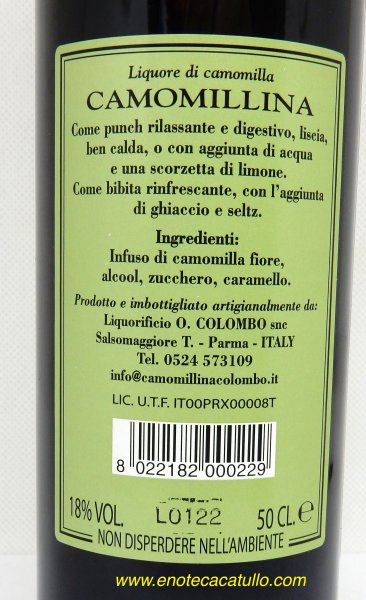 Liquore di camomilla
CAMOMILLINA
Come punch rilassante e digestivo, liscia,
ben calda, o con aggiunta di acqua
e una scorzetta di limone.
Come bibita rinfrescante, con l'aggiunta
di ghiaccio e seltz.
Ingredienti:
Infuso di camomilla fiore,
alcool, zucchero, caramello.
Prodotto e imbottigliato artigianalmente da:
Liquorificio O. COLOMBO snc
Salsomaggiore T. - Parma - ITALY
Tel. 0524 573109
info@camomillinacolombo.it
LIC. U.T.F. IT00PRX00008T
8 022182 000229
18% VOL. L0122 50 CL. e
NON DISPERDERE NELL'AMBIENTE
www.enotecacatullo.com